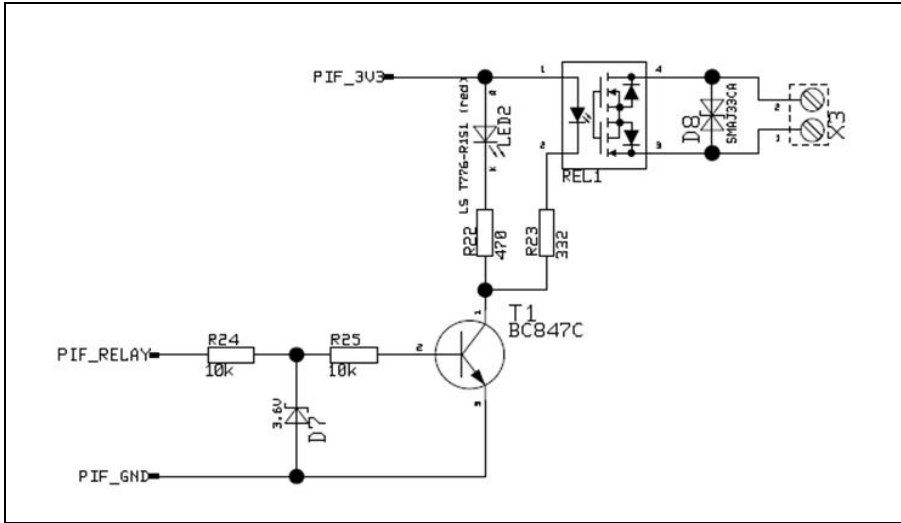 PIF_3V3
1
4
A
LS T776-R1S1 (red)
LED2
K
2
3
REL1
D8
SMAJ33CA
2
1
X3
R22
470
R23
332
1
T1
BC847C
PIF_RELAY
R24
10k
R25
10k
2
3.6V
D7
3
PIF_GND